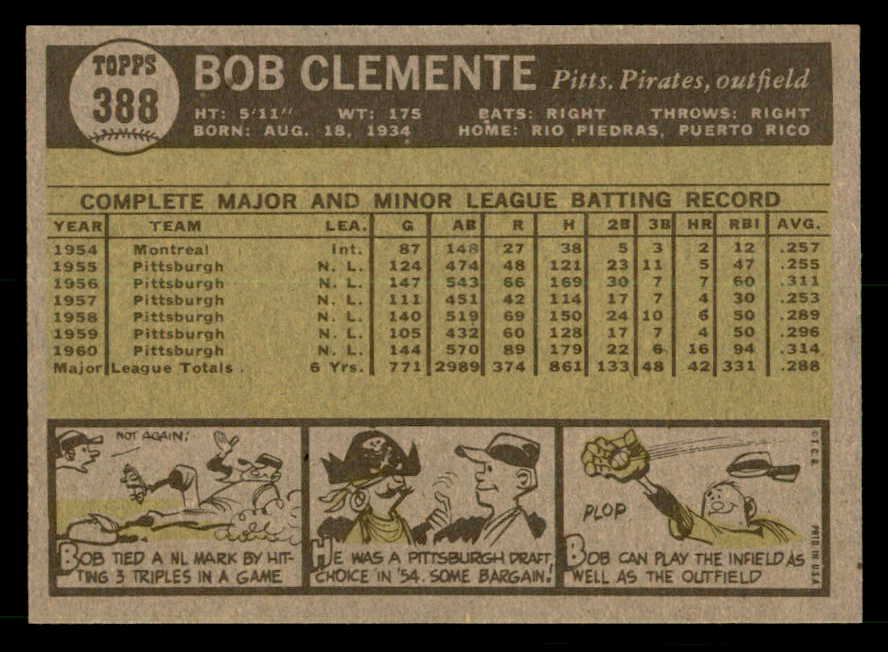 TOPPS
388
BOB CLEMENTE Pitts. Pirates, outfield
HT: 5'11" WT: 175 BATS: RIGHT THROWS: RIGHT
BORN: AUG. 18, 1934 HOME: RIO PIEDRAS, PUERTO RICO
COMPLETE MAJOR AND MINOR LEAGUE BATTING RECORD
YEAR TEAM LEA. G AB R H 2B 3B HR RBI AVG.
1954 Montreal Int. 87 148 27 38 5 3 2 12 .257
1955 Pittsburgh N. L. 124 474 48 121 23 11 5 47 .255
1956 Pittsburgh N. L. 147 543 66 169 30 7 7 60 .311
1957 Pittsburgh N. L. 111 451 42 114 17 7 4 30 .253
1958 Pittsburgh N. L. 140 519 69 150 24 10 6 50 .289
1959 Pittsburgh N. L. 105 432 60 128 17 7 4 50 .296
1960 Pittsburgh N. L. 144 570 89 179 22 6 16 94 .314
Major League Totals 6 Yrs. 771 2989 374 861 133 48 42 331 .288
NOT AGAIN!
BOB TIED A NL MARK BY HIT-
TING 3 TRIPLES IN A GAME
HE WAS A PITTSBURGH DRAFT
CHOICE IN '54. SOME BARGAIN!
PLOP
BOB CAN PLAY THE INFIELD AS
WELL AS THE OUTFIELD
©T.C.G. PRTD. IN U.S.A.